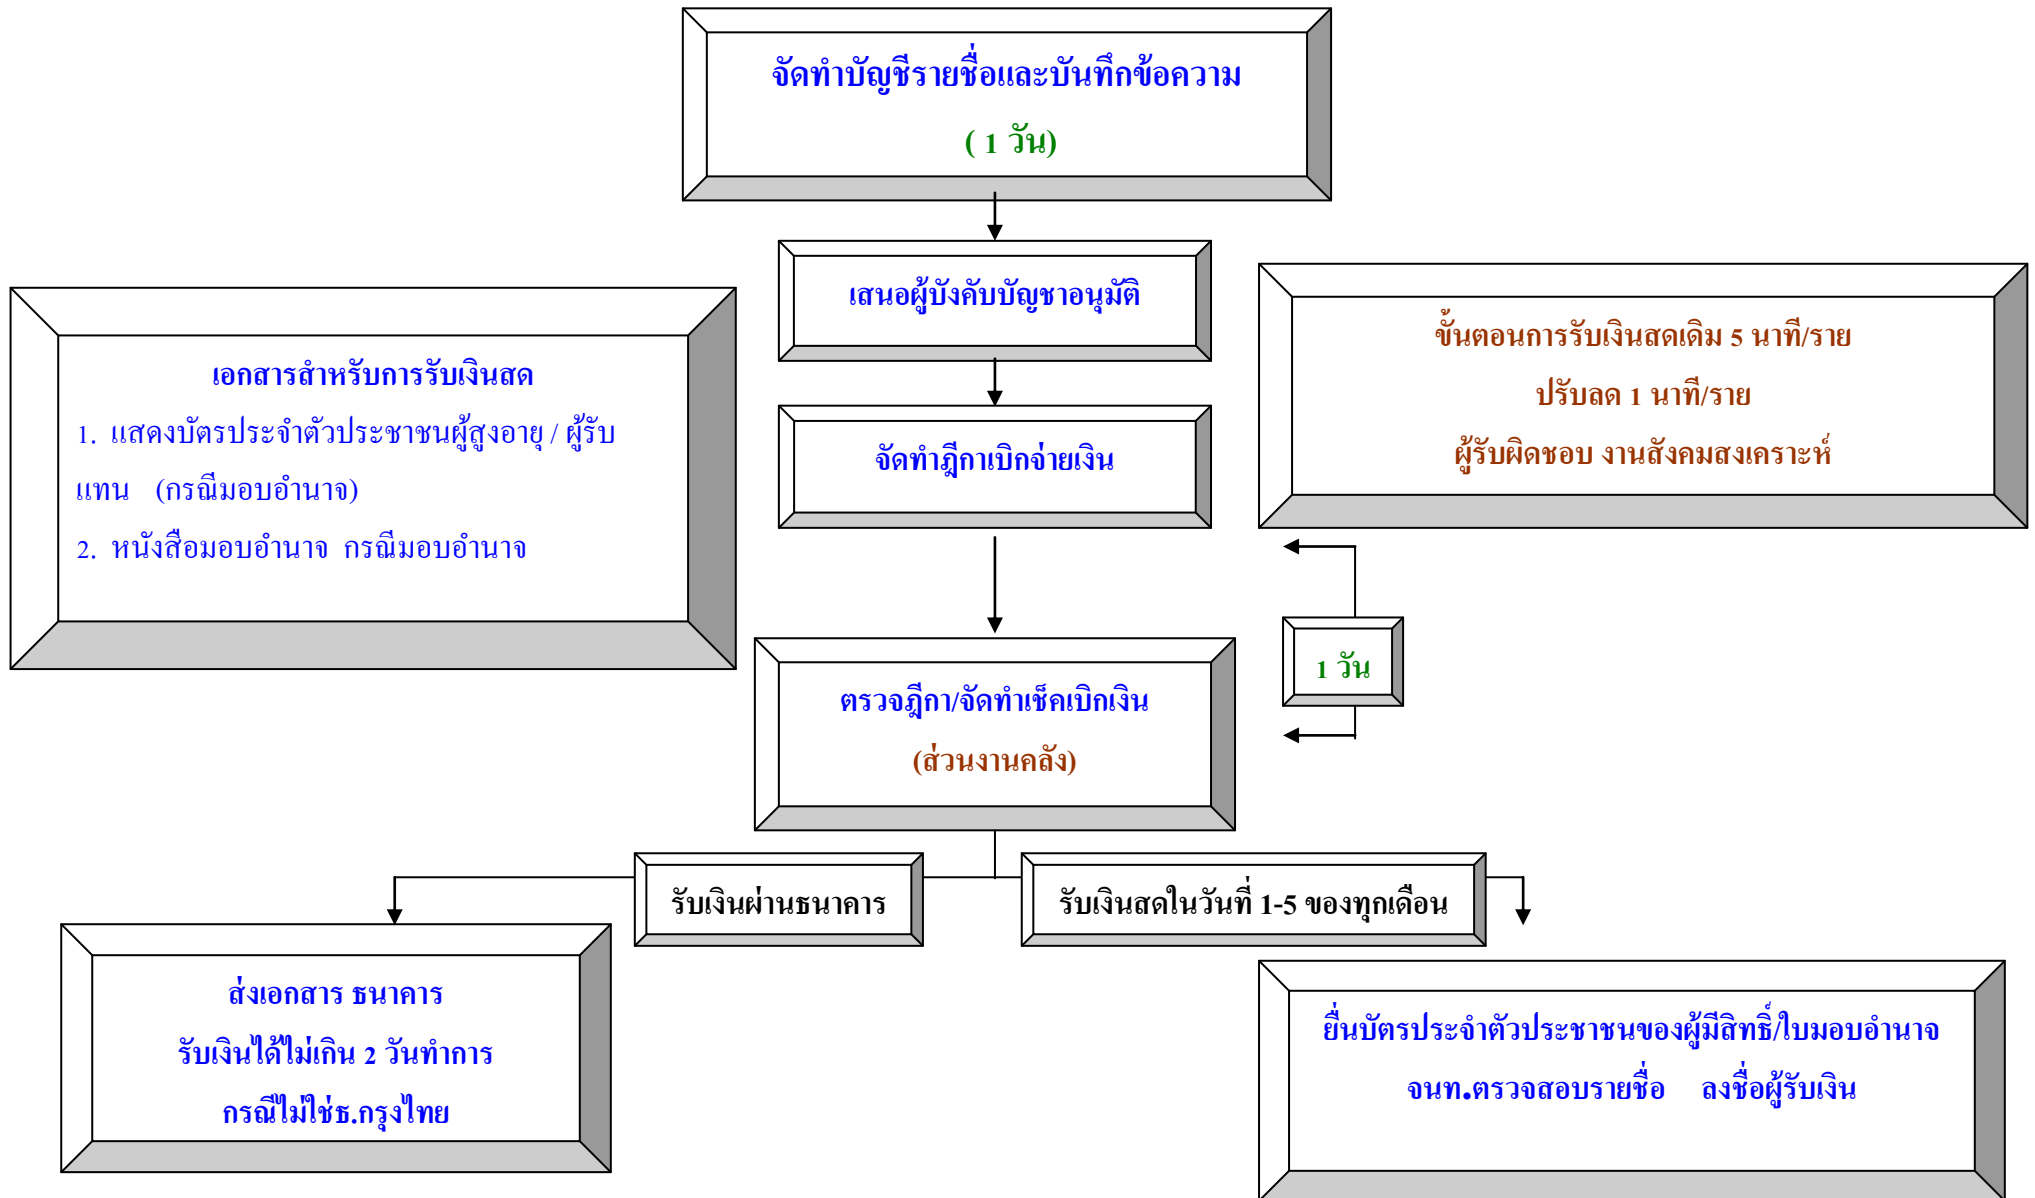 จัดทำบัญชีรายชื่อและบันทึกข้อความ
( 1 วัน)
เสนอผู้บังคับบัญชาอนุมัติ
เอกสารสำหรับการรับเงินสด
1. แสดงบัตรประจำตัวประชาชนผู้สูงอายุ / ผู้รับ
แทน (กรณีมอบอำนาจ)
2. หนังสือมอบอำนาจ กรณีมอบอำนาจ
ขั้นตอนการรับเงินสดเดิม 5 นาที/ราย
ปรับลด 1 นาที/ราย
ผู้รับผิดชอบ งานสังคมสงเคราะห์
จัดทำฎีกาเบิกจ่ายเงิน
1 วัน
ตรวจฎีกา/จัดทำเช็คเบิกเงิน
(ส่วนงานคลัง)
รับเงินผ่านธนาคาร
รับเงินสดในวันที่ 1-5 ของทุกเดือน
ส่งเอกสาร ธนาคาร
รับเงินได้ไม่เกิน 2 วันทำการ
กรณีไม่ใช่ธ.กรุงไทย
ยื่นบัตรประจำตัวประชาชนของผู้มีสิทธิ์/ใบมอบอำนาจ
จนท.ตรวจสอบรายชื่อ ลงชื่อผู้รับเงิน